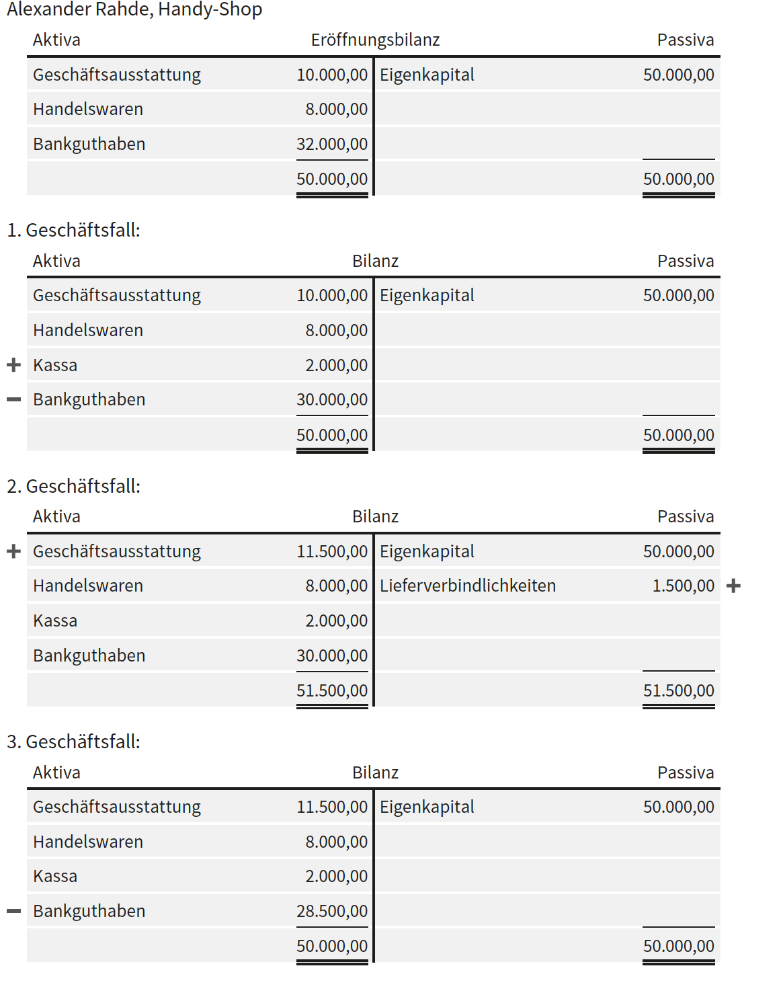 Alexander Rahde, Handy-Shop
Aktiva Eröffnungsbilanz Passiva
Geschäftsausstattung 10.000,00 Eigenkapital 50.000,00
Handelswaren 8.000,00
Bankguthaben 32.000,00
50.000,00 50.000,00
1. Geschäftsfall:
Aktiva Bilanz Passiva
Geschäftsausstattung 10.000,00 Eigenkapital 50.000,00
Handelswaren 8.000,00
+ Kassa 2.000,00
− Bankguthaben 30.000,00
50.000,00 50.000,00
2. Geschäftsfall:
Aktiva Bilanz Passiva
+ Geschäftsausstattung 11.500,00 Eigenkapital 50.000,00
Handelswaren 8.000,00 Lieferverbindlichkeiten 1.500,00 +
Kassa 2.000,00
Bankguthaben 30.000,00
51.500,00 51.500,00
3. Geschäftsfall:
Aktiva Bilanz Passiva
Geschäftsausstattung 11.500,00 Eigenkapital 50.000,00
Handelswaren 8.000,00
Kassa 2.000,00
− Bankguthaben 28.500,00
50.000,00 50.000,00